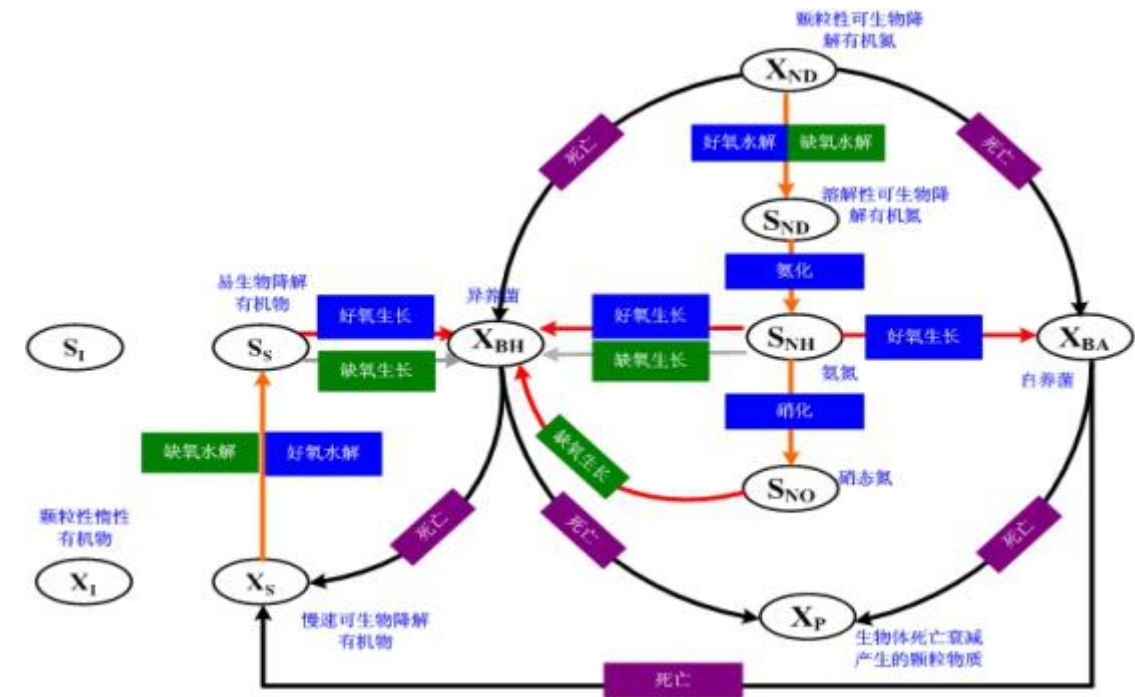 颗粒性可生物降
解有机氮
X_ND
死亡
好氧水解
缺氧水解
死亡
溶解性可生物降
解有机氮
S_ND
氨化
易生物降解
有机物
异养菌
好氧生长
好氧生长
好氧生长
S_I
S_S
X_BH
S_NH
X_BA
缺氧生长
缺氧生长
氨氮
自养菌
硝化
缺氧水解
好氧水解
缺氧生长
S_NO
硝态氮
颗粒性惰性
有机物
死亡
死亡
死亡
X_I
X_S
X_P
慢速可生物降解
有机物
生物体死亡衰减
产生的颗粒物质
死亡